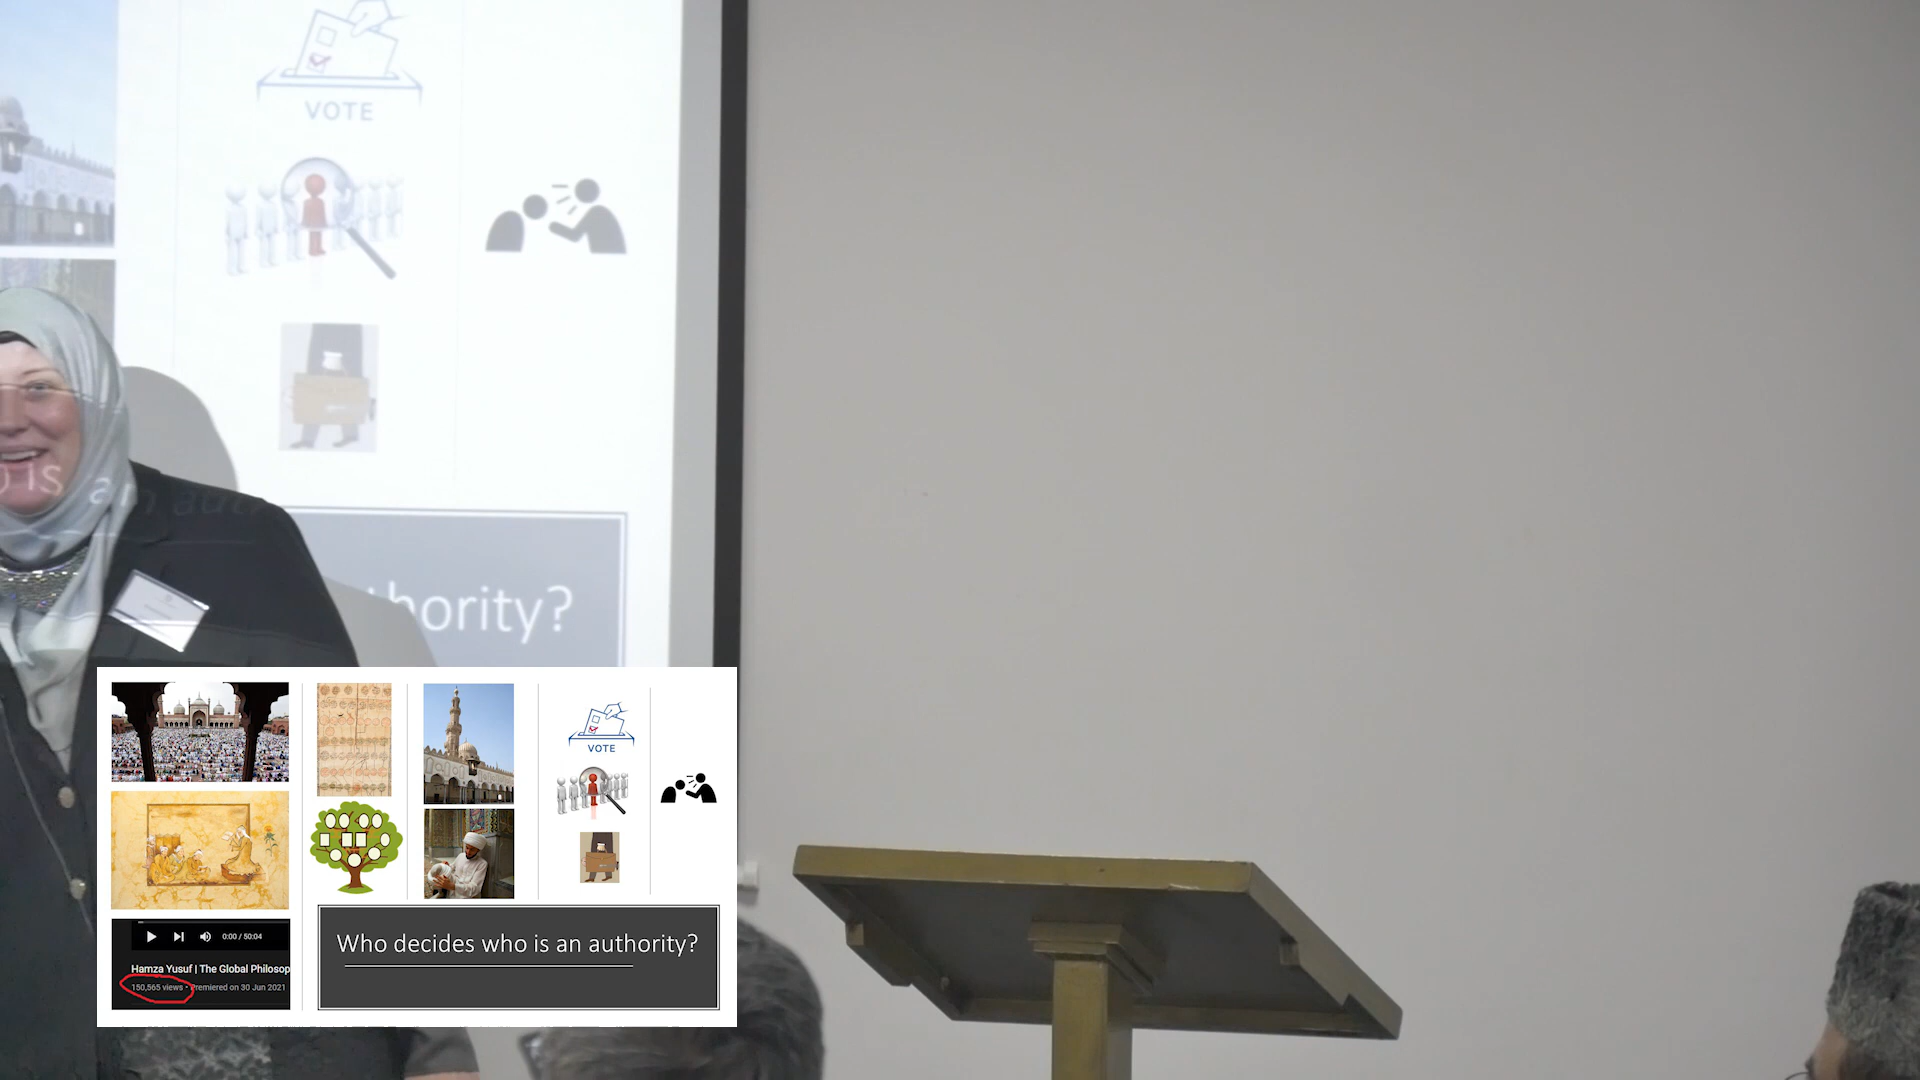 VOTE
o is an auth
hority?
VOTE
0:00 / 50:04
Hamza Yusuf | The Global Philosop
150,565 views • Premiered on 30 Jun 2021
Who decides who is an authority?